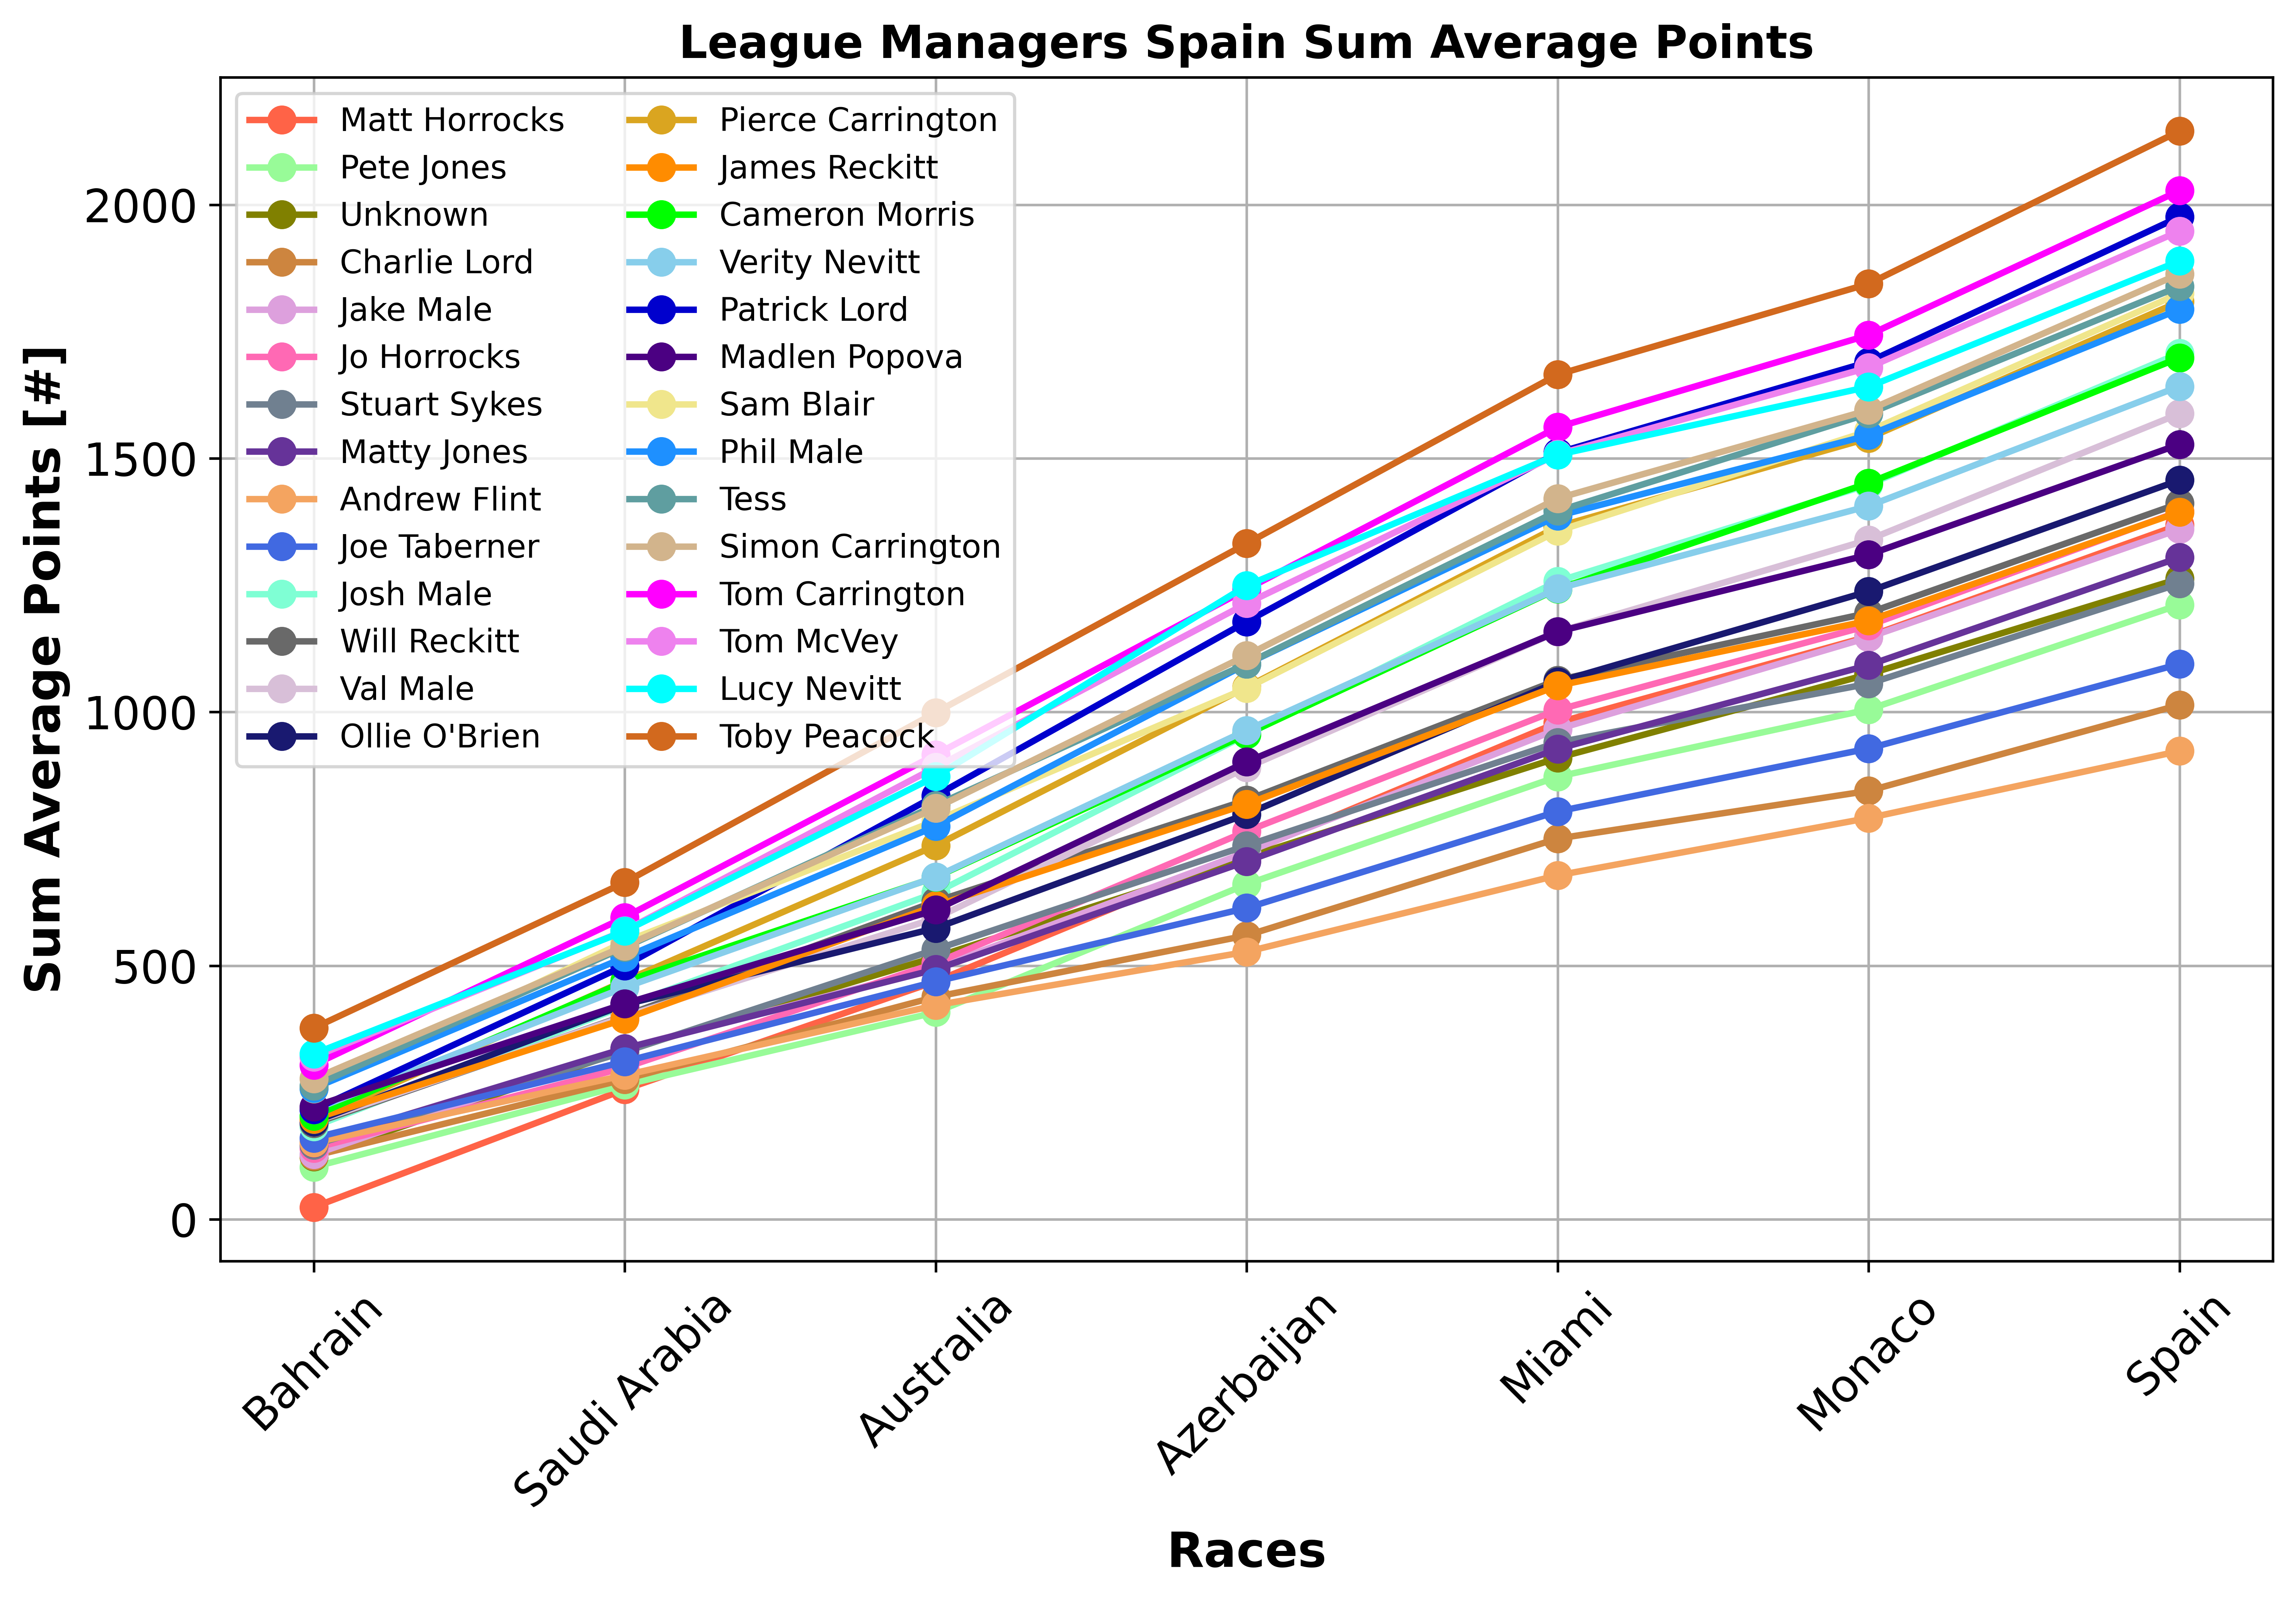 League Managers Spain Sum Average Points
Sum Average Points [#]
2000
1500
1000
500
0
Matt Horrocks
Pete Jones
Unknown
Charlie Lord
Jake Male
Jo Horrocks
Stuart Sykes
Matty Jones
Andrew Flint
Joe Taberner
Josh Male
Will Reckitt
Val Male
Ollie O'Brien
Pierce Carrington
James Reckitt
Cameron Morris
Verity Nevitt
Patrick Lord
Madlen Popova
Sam Blair
Phil Male
Tess
Simon Carrington
Tom Carrington
Tom McVey
Lucy Nevitt
Toby Peacock
Bahrain
Saudi Arabia
Australia
Azerbaijan
Miami
Monaco
Spain
Races